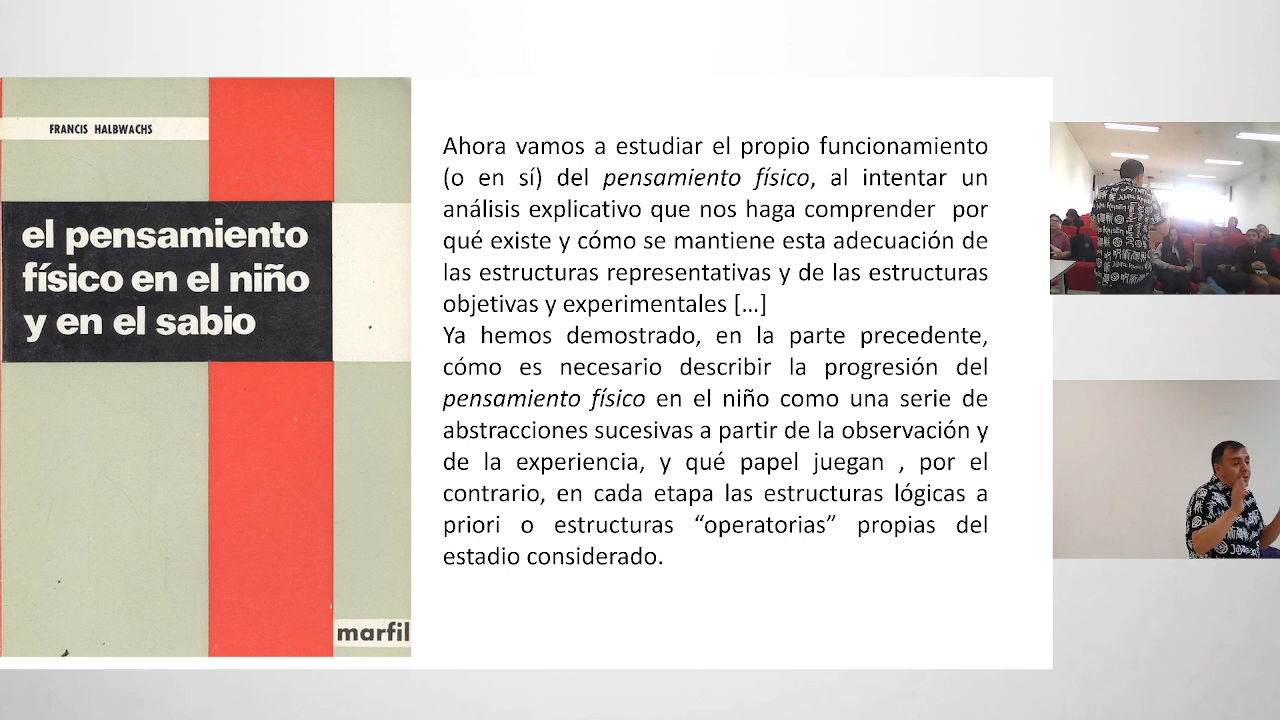 FRANCIS HALBWACHS
el pensamiento
físico en el niño
y en el sabio
marfil
Ahora vamos a estudiar el propio funcionamiento
(o en sí) del pensamiento físico, al intentar un
análisis explicativo que nos haga comprender por
qué existe y cómo se mantiene esta adecuación de
las estructuras representativas y de las estructuras
objetivas y experimentales [...]
Ya hemos demostrado, en la parte precedente,
cómo es necesario describir la progresión del
pensamiento físico en el niño como una serie de
abstracciones sucesivas a partir de la observación y
de la experiencia, y qué papel juegan , por el
contrario, en cada etapa las estructuras lógicas a
priori o estructuras “operatorias” propias del
estadio considerado.